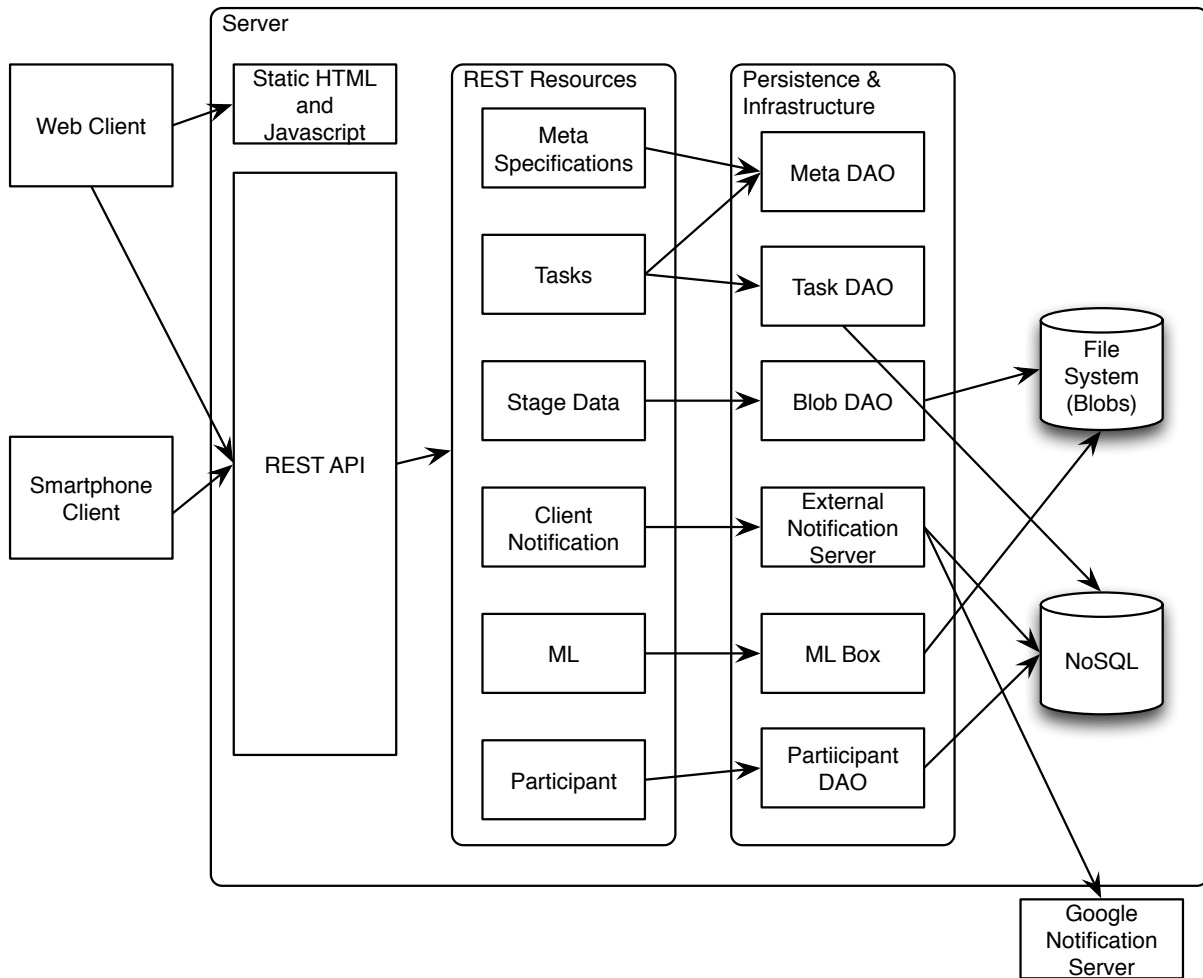 Server
Web Client
Smartphone
Client
Static HTML
and
Javascript
REST API
REST Resources
Meta
Specifications
Tasks
Stage Data
Client
Notification
ML
Participant
Persistence &
Infrastructure
Meta DAO
Task DAO
Blob DAO
External
Notification
Server
ML Box
Partiicipant
DAO
File
System
(Blobs)
NoSQL
Google
Notification
Server